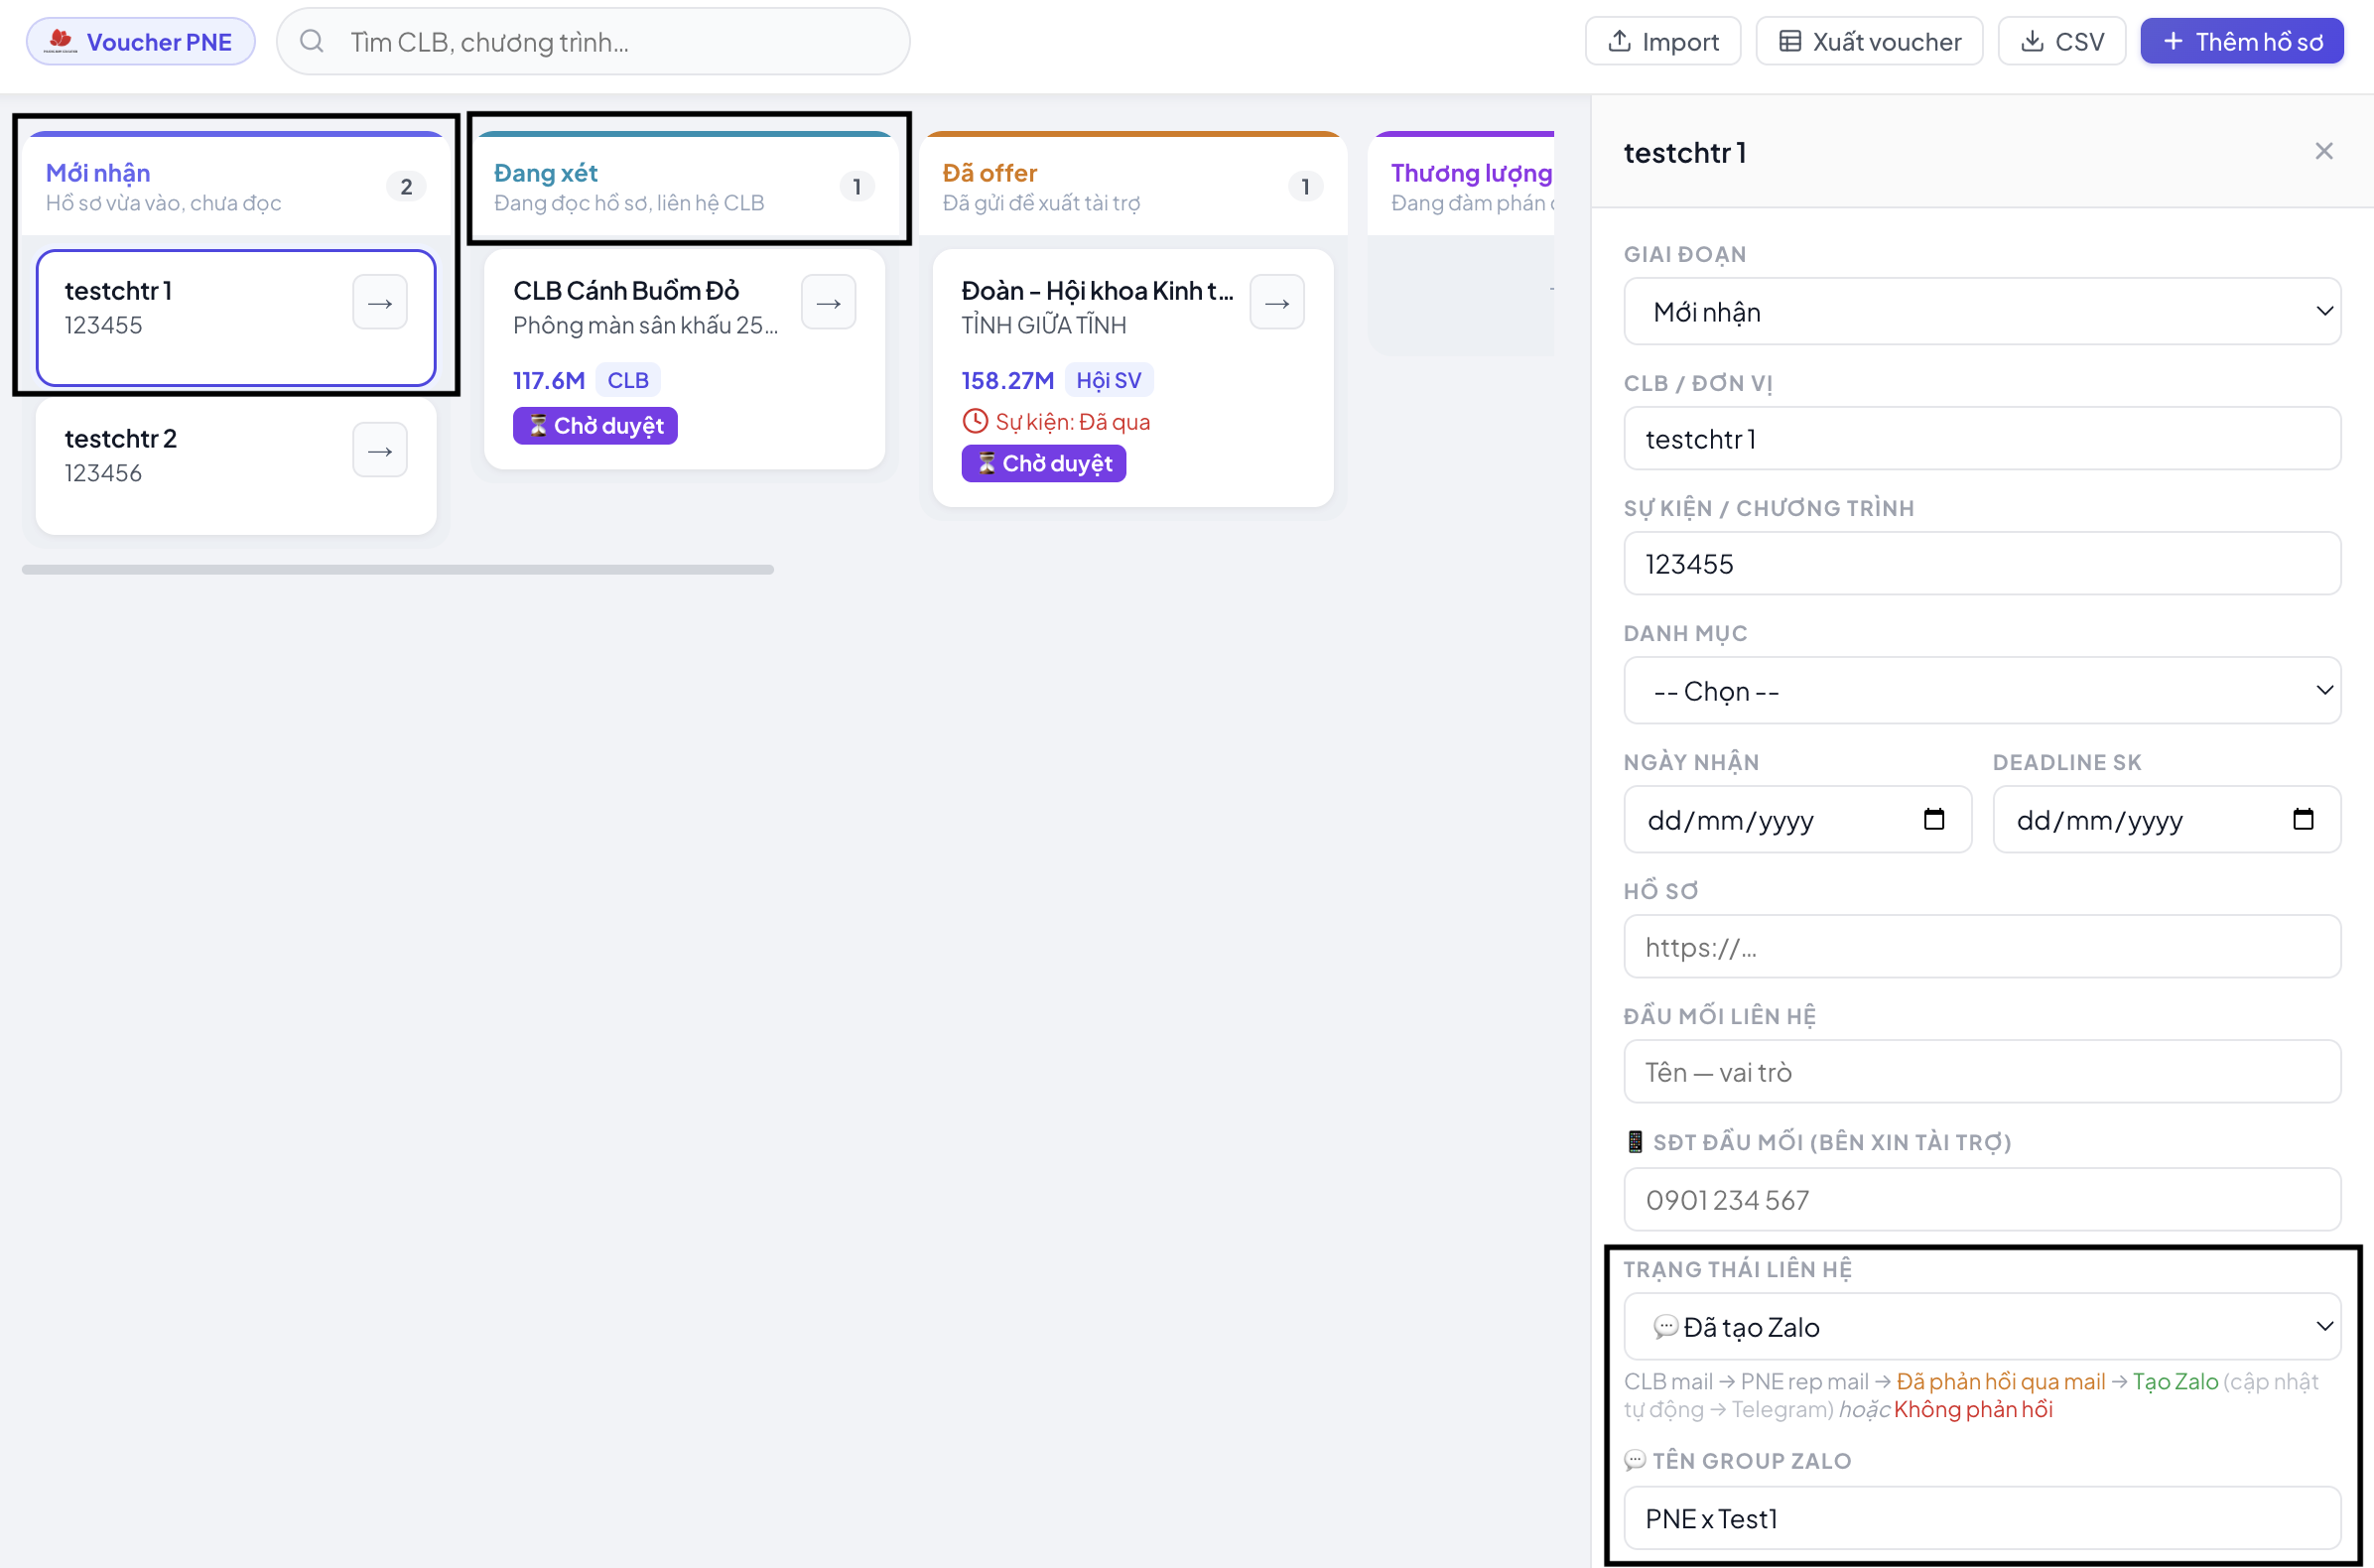 Voucher PNE
Tìm CLB, chương trình...
Import
Xuất voucher
CSV
+ Thêm hồ sơ
Mới nhận
Hồ sơ vừa vào, chưa đọc
2
testchtr 1
123455
→
testchtr 2
123456
→
Đang xét
Đang đọc hồ sơ, liên hệ CLB
1
CLB Cánh Buồm Đỏ
Phông màn sân khấu 25...
→
117.6M CLB
⏳ Chờ duyệt
Đã offer
Đã gửi đề xuất tài trợ
1
Đoàn - Hội khoa Kinh t...
TỈNH GIỮA TĨNH
→
158.27M Hội SV
Sự kiện: Đã qua
⏳ Chờ duyệt
Thương lượng
Đang đàm phán
testchtr 1
×
GIAI ĐOẠN
Mới nhận
CLB / ĐƠN VỊ
testchtr 1
SỰ KIỆN / CHƯƠNG TRÌNH
123455
DANH MỤC
-- Chọn --
NGÀY NHẬN
dd/mm/yyyy
DEADLINE SK
dd/mm/yyyy
HỒ SƠ
https://...
ĐẦU MỐI LIÊN HỆ
Tên — vai trò
📱 SĐT ĐẦU MỐI (BÊN XIN TÀI TRỢ)
0901 234 567
TRẠNG THÁI LIÊN HỆ
💬 Đã tạo Zalo
CLB mail → PNE rep mail → Đã phản hồi qua mail → Tạo Zalo (cập nhật
tự động → Telegram) hoặc Không phản hồi
💬 TÊN GROUP ZALO
PNE x Test1